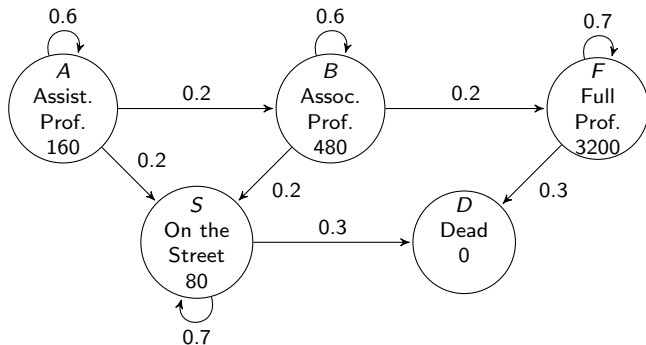 0.6
0.6
0.7
A
Assist.
Prof.
160
0.2
B
Assoc.
Prof.
480
0.2
F
Full
Prof.
3200
0.2
0.2
0.3
S
On the
Street
80
0.3
D
Dead
0
0.7